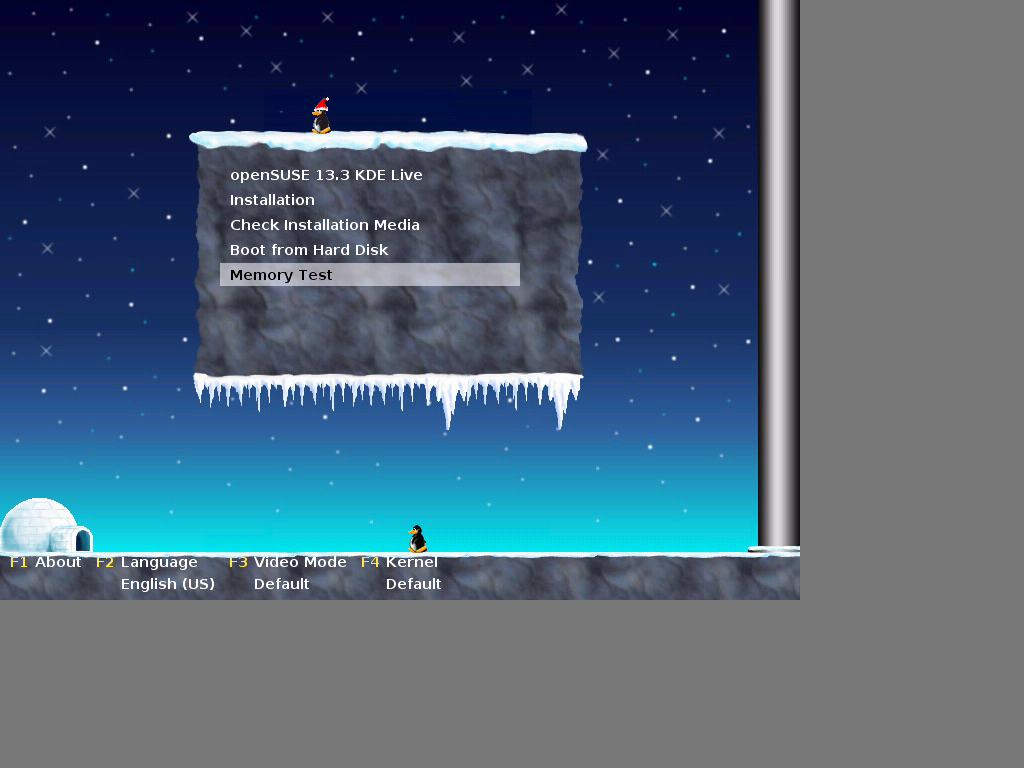 openSUSE 13.3 KDE Live
Installation
Check Installation Media
Boot from Hard Disk
Memory Test
F1 About F2 Language F3 Video Mode F4 Kernel
English (US) Default Default